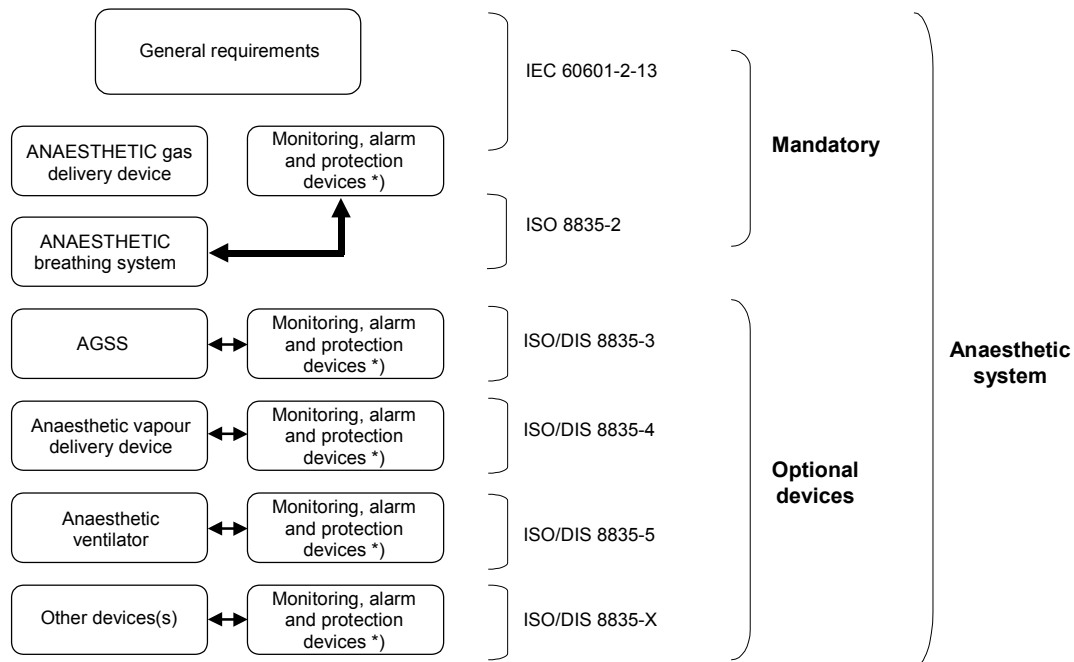 General requirements
IEC 60601-2-13
Mandatory
ANAESTHETIC gas
delivery device
Monitoring, alarm
and protection
devices *)
ANAESTHETIC
breathing system
ISO 8835-2
AGSS
Monitoring, alarm
and protection
devices *)
ISO/DIS 8835-3
Anaesthetic
system
Anaesthetic vapour
delivery device
Monitoring, alarm
and protection
devices *)
ISO/DIS 8835-4
Optional
devices
Anaesthetic
ventilator
Monitoring, alarm
and protection
devices *)
ISO/DIS 8835-5
Other devices(s)
Monitoring, alarm
and protection
devices *)
ISO/DIS 8835-X